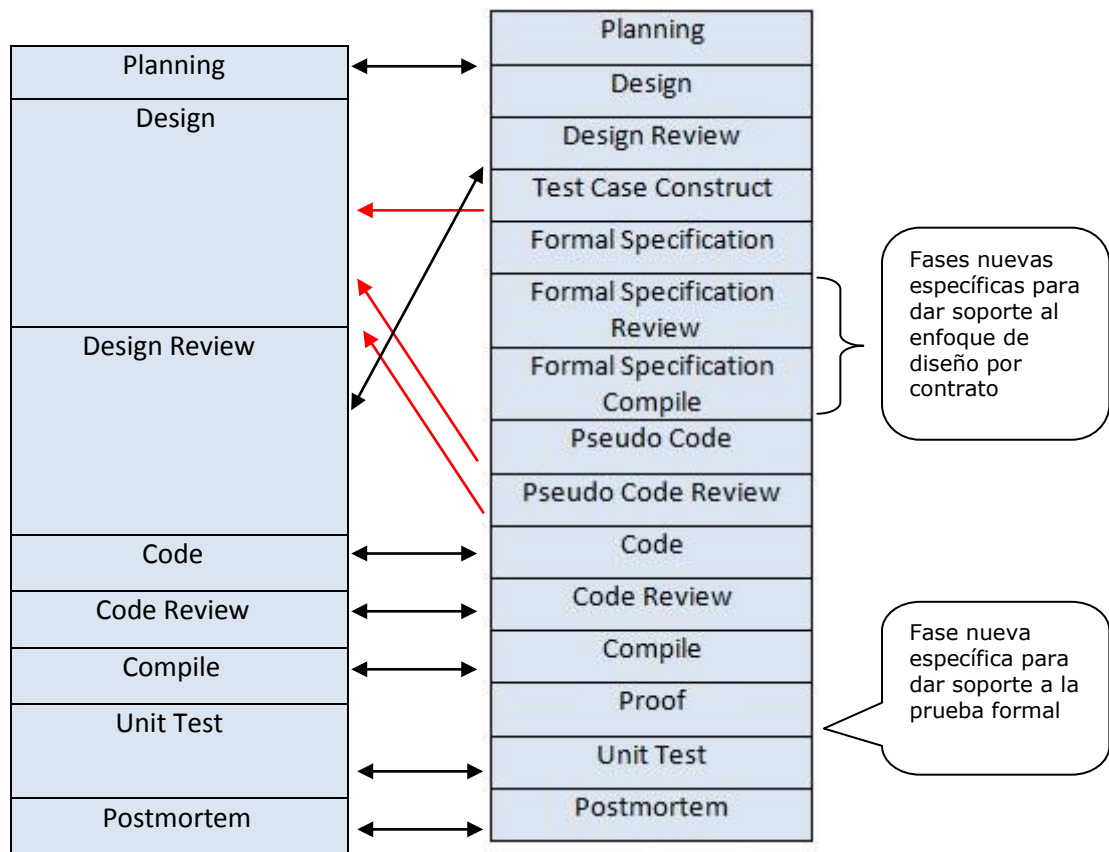 Planning
Design
Design Review
Code
Code Review
Compile
Unit Test
Postmortem
Planning
Design
Design Review
Test Case Construct
Formal Specification
Formal Specification
Review
Formal Specification
Compile
Pseudo Code
Pseudo Code Review
Code
Code Review
Compile
Proof
Unit Test
Postmortem
Fases nuevas
específicas para
dar soporte al
enfoque de
diseño por
contrato
Fase nueva
específica para
dar soporte a la
prueba formal